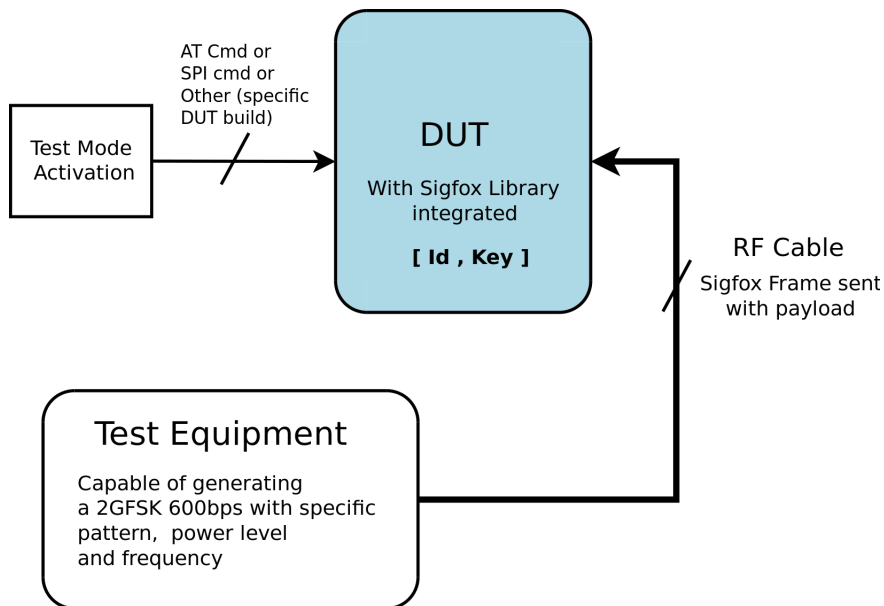 AT Cmd or
SPI cmd or
Other (specific
DUT build)
Test Mode
Activation
DUT
With Sigfox Library
integrated
[ Id , Key ]
RF Cable
Sigfox Frame sent
with payload
Test Equipment
Capable of generating
a 2GFSK 600bps with specific
pattern,  power level
and frequency